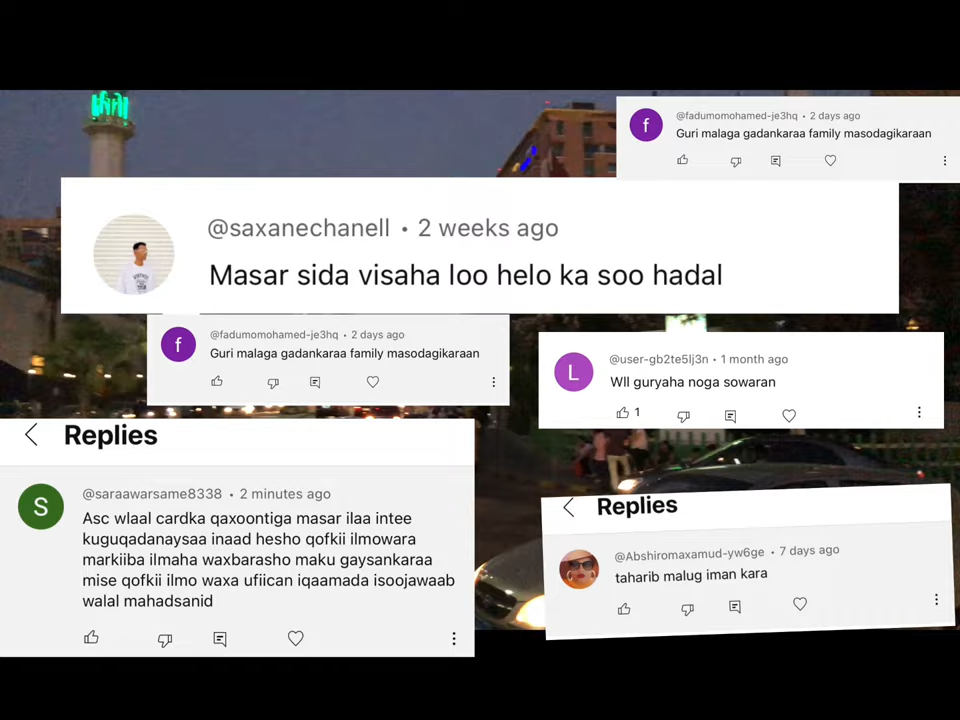 @fadumomohamed-je3hq • 2 days ago
Guri malaga gadankaraa family masodagikaraan
@saxanechanell • 2 weeks ago
Masar sida visaha loo helo ka soo hadal
@fadumomohamed-je3hq • 2 days ago
Guri malaga gadankaraa family masodagikaraan
@user-gb2te5lj3n • 1 month ago
Wll guryaha noga sowaran
1
Replies
@saraawarsame8338 • 2 minutes ago
Asc wlaal cardka qaxoontiga masar ilaa intee
kuguqadanaysaa inaad hesho qofkii ilmowara
markiiba ilmaha waxbarasho maku gaysankaraa
mise qofkii ilmo waxa ufiican iqaamada isoojawaab
walal mahadsanid
Replies
@Abshiromaxamud-yw6ge • 7 days ago
taharib malug iman kara